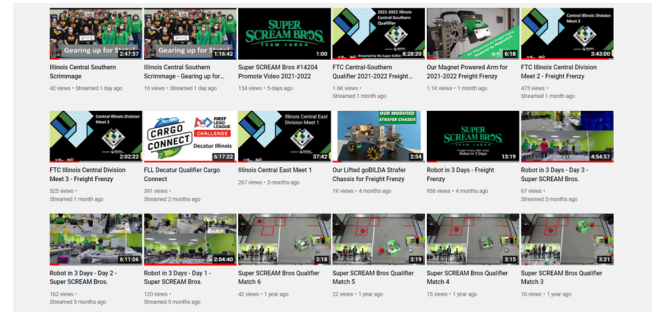 Gearing up for
2:47:57
Gearing up for
1:16:42
SUPER
SCREAM BROS
TEAM 14204
1:00
2021-2022 Illinois
Central-Southern
Qualifier
8:28:20
6:18
Central Illinois Division
Meet 2
3:43:00
Illinois Central Southern
Scrimmage
42 views • Streamed 1 day ago
Illinois Central Southern
Scrimmage - Gearing up for...
16 views • Streamed 1 day ago
Super SCREAM Bros #14204
Promote Video 2021-2022
134 views • 5 days ago
FTC Central-Southern
Qualifier 2021-2022 Freight...
1.6K views •
Streamed 1 month ago
Our Magnet Powered Arm for
2021-2022 Freight Frenzy
1.1K views • 1 month ago
FTC Illinois Central Division
Meet 2 - Freight Frenzy
473 views •
Streamed 1 month ago
Central Illinois Division
Meet 3
2:02:22
FIRST
LEGO
LEAGUE
CHALLENGE
CARGO
CONNECT
Decatur Illinois
6:17:22
Illinois Central East
Meet 1
37:42
OUR MODIFIED
STRAFER CHASSIS
2:54
SUPER
SCREAM BROS
Robot in 3 Days
13:19
4:54:57
FTC Illinois Central Division
Meet 3 - Freight Frenzy
525 views •
Streamed 1 month ago
FLL Decatur Qualifier Cargo
Connect
391 views •
Streamed 2 months ago
Illinois Central East Meet 1
267 views • 3 months ago
Our Lifted goBILDA Strafer
Chassis for Freight Frenzy
1K views • 4 months ago
Robot in 3 Days - Freight
Frenzy
956 views • 4 months ago
Robot in 3 Days - Day 3 -
Super SCREAM Bros.
67 views •
Streamed 5 months ago
6:11:06
2:04:40
3:18
3:19
3:15
3:31
Robot in 3 Days - Day 2 -
Super SCREAM Bros.
162 views •
Streamed 5 months ago
Robot in 3 Days - Day 1 -
Super SCREAM Bros.
120 views •
Streamed 5 months ago
Super SCREAM Bros Qualifier
Match 6
42 views • 1 year ago
Super SCREAM Bros Qualifier
Match 5
22 views • 1 year ago
Super SCREAM Bros Qualifier
Match 4
15 views • 1 year ago
Super SCREAM Bros Qualifier
Match 3
16 views • 1 year ago